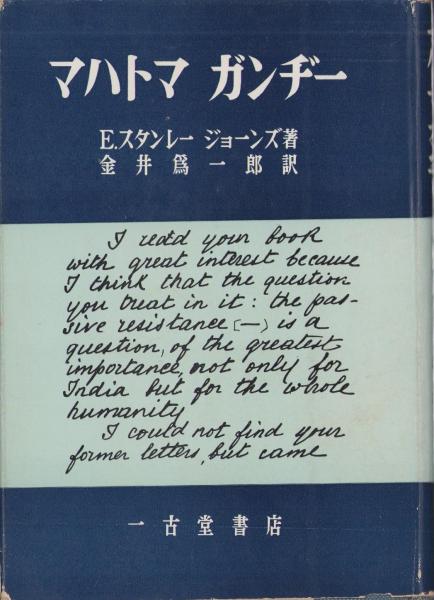 マハトマ ガンヂー
E.スタンレー ジョーンズ著
金井爲一郎訳
I read your book
with great interest because
I think that the question
you treat in it: the pas-
sive resistance [—] is a
question, of the greatest
importance, not only for
India but for the whole
humanity
I could not find your
former letters, but came
一古堂書店